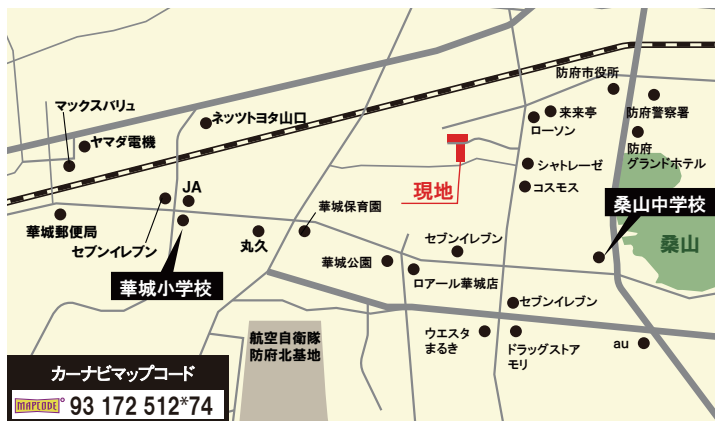 防府市役所
マックスバリュ
ネッツトヨタ山口
来来亭
防府警察署
ローソン
ヤマダ電機
防府
グランドホテル
シャトレーゼ
現地
コスモス
JA
桑山中学校
華城保育園
華城郵便局
セブンイレブン
丸久
セブンイレブン
桑山
華城公園
ロアール華城店
華城小学校
セブンイレブン
航空自衛隊
防府北基地
ウエスタ
まるき
ドラッグストア
モリ
au
カーナビマップコード
MAPCODE 93 172 512*74